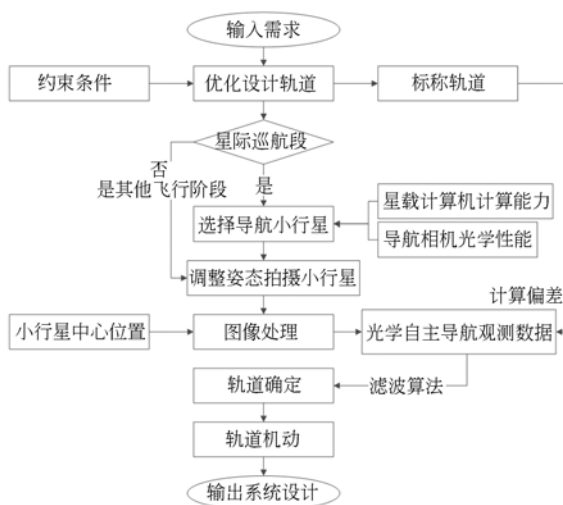 输入需求
约束条件
优化设计轨道
标称轨道
星际巡航段
否
是其他飞行阶段
是
选择导航小行星
星载计算机计算能力
导航相机光学性能
调整姿态拍摄小行星
计算偏差
小行星中心位置
图像处理
光学自主导航观测数据
轨道确定
滤波算法
轨道机动
输出系统设计